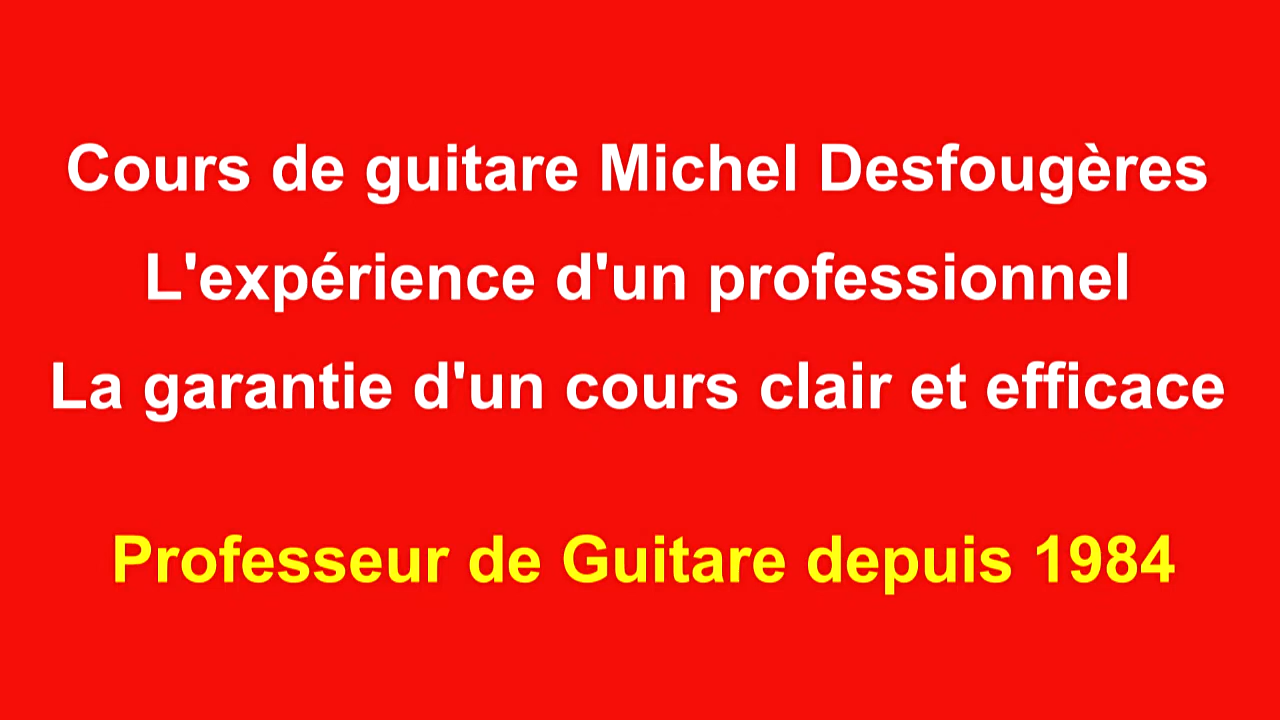 Cours de guitare Michel Desfougères
L'expérience d'un professionnel
La garantie d'un cours clair et efficace
Professeur de Guitare depuis 1984